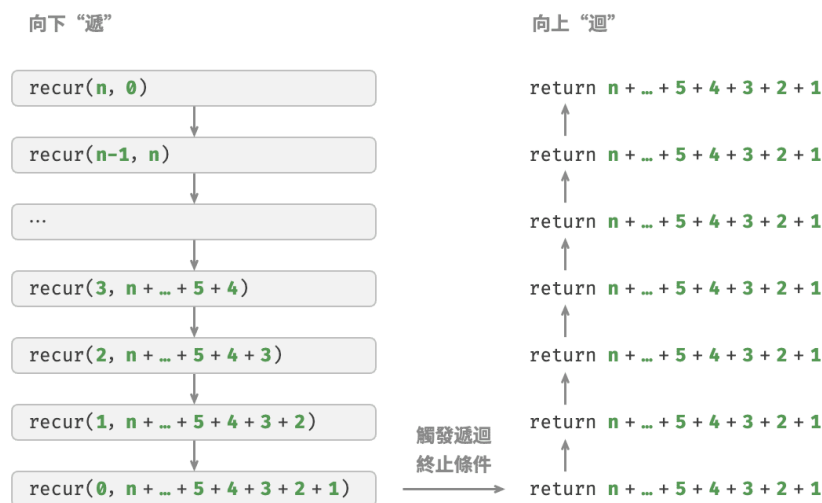 向下“遞”
向上“迴”
recur(n, 0)
return n + … + 5 + 4 + 3 + 2 + 1
recur(n-1, n)
return n + … + 5 + 4 + 3 + 2 + 1
…
return n + … + 5 + 4 + 3 + 2 + 1
recur(3, n + … + 5 + 4)
return n + … + 5 + 4 + 3 + 2 + 1
recur(2, n + … + 5 + 4 + 3)
return n + … + 5 + 4 + 3 + 2 + 1
recur(1, n + … + 5 + 4 + 3 + 2)
return n + … + 5 + 4 + 3 + 2 + 1
觸發遞迴
終止條件
recur(0, n + … + 5 + 4 + 3 + 2 + 1)
return n + … + 5 + 4 + 3 + 2 + 1